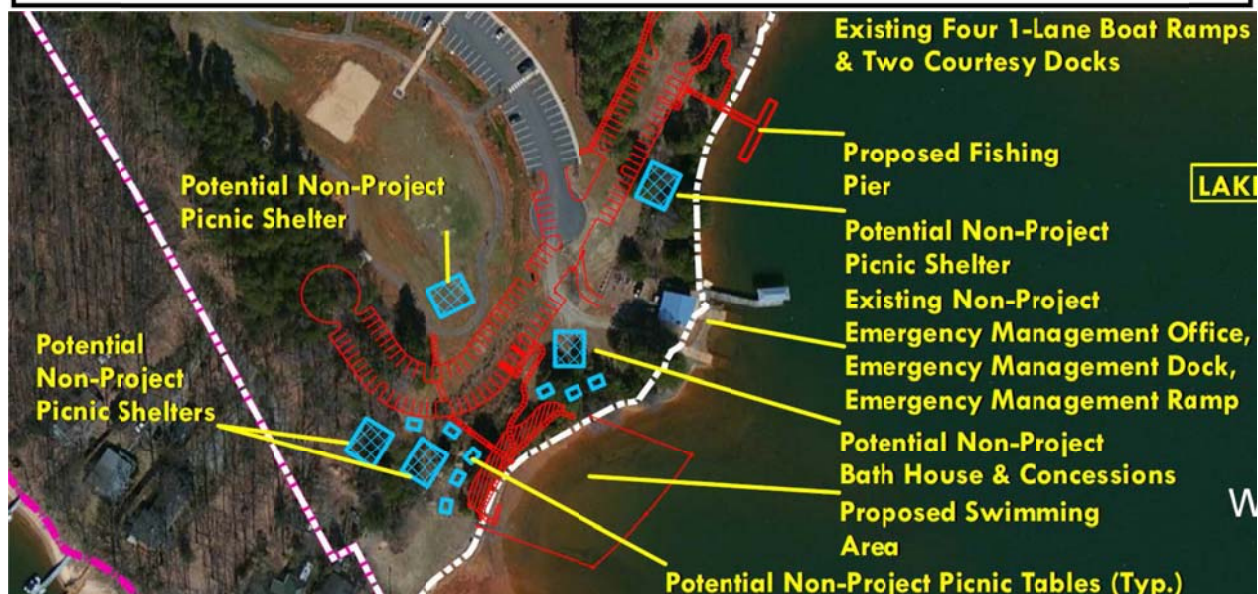 Existing Four 1-Lane Boat Ramps
& Two Courtesy Docks
Proposed Fishing
Pier
Potential Non-Project
Picnic Shelter
Potential Non-Project
Picnic Shelter
Existing Non-Project
Emergency Management Office,
Emergency Management Dock,
Emergency Management Ramp
Potential
Non-Project
Picnic Shelters
Potential Non-Project
Bath House & Concessions
Proposed Swimming
Area
Potential Non-Project Picnic Tables (Typ.)